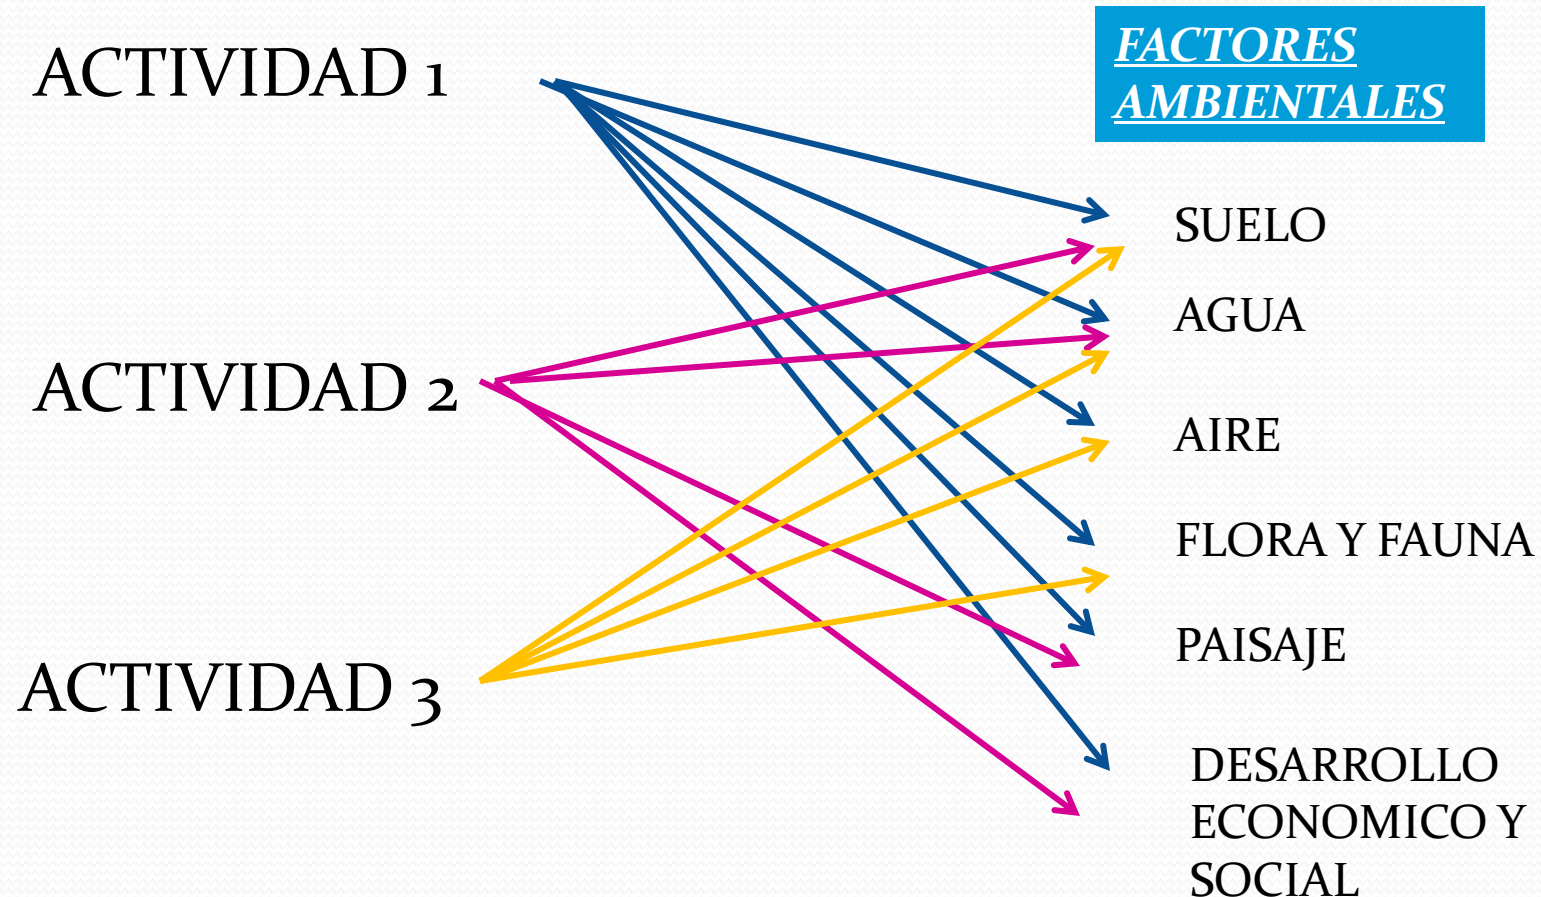 ACTIVIDAD 1
ACTIVIDAD 2
ACTIVIDAD 3
FACTORES
AMBIENTALES
SUELO
AGUA
AIRE
FLORA Y FAUNA
PAISAJE
DESARROLLO
ECONOMICO Y
SOCIAL